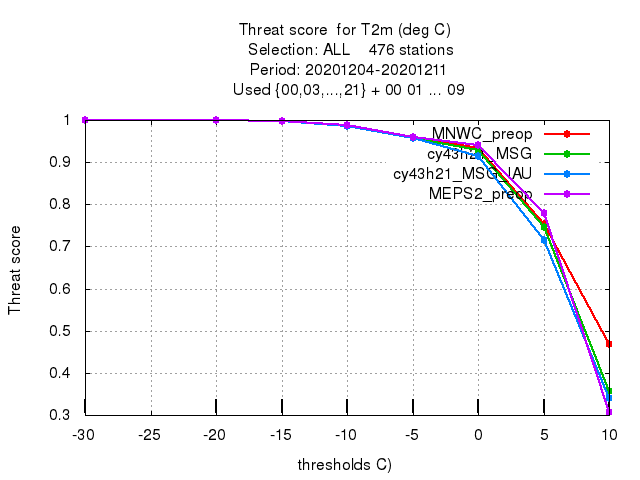 Threat score  for T2m (deg C)
Selection: ALL    476 stations
Period: 20201204-20201211
Used {00,03,...,21} + 00 01 ... 09
1
0.9
0.8
0.7
0.6
0.5
0.4
0.3
Threat score
MNWC_preop
MSG
cy43h21_MSG_IAU
MEPS2_preop
-30 -25 -20 -15 -10 -5 0 5 10
thresholds C)